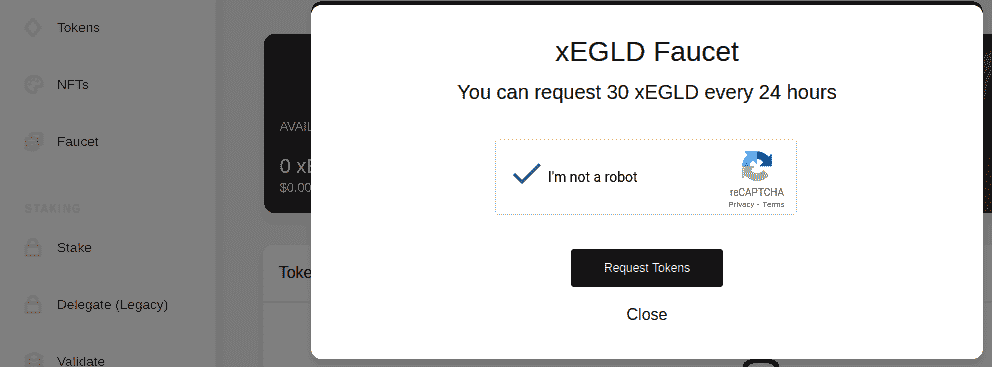 Tokens
NFTs
Faucet
STAKING
Stake
Delegate (Legacy)
Validate
AVAIL
0 xE
$0.00
Toke
xEGLD Faucet
You can request 30 xEGLD every 24 hours
I'm not a robot
reCAPTCHA
Privacy - Terms
Request Tokens
Close